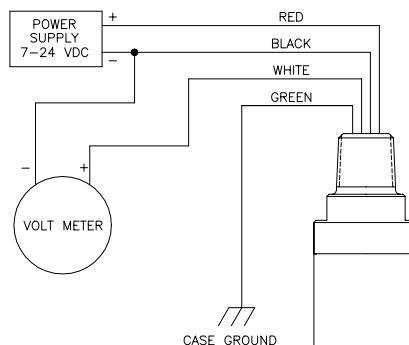 POWER
SUPPLY
7-24 VDC
+
-
RED
BLACK
WHITE
GREEN
- +
VOLT METER
CASE GROUND